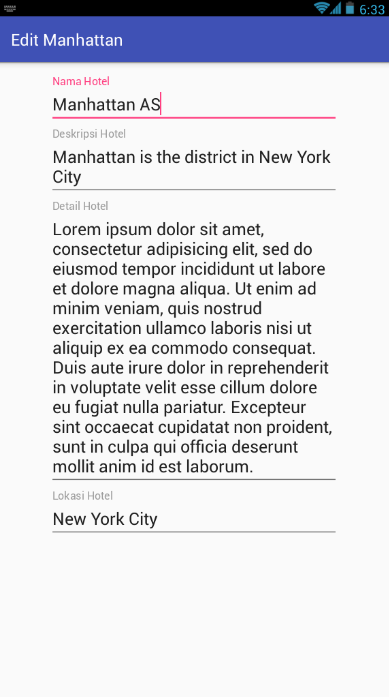 6:33
Edit Manhattan
Nama Hotel
Manhattan AS
Deskripsi Hotel
Manhattan is the district in New York
City
Detail Hotel
Lorem ipsum dolor sit amet,
consectetur adipisicing elit, sed do
eiusmod tempor incididunt ut labore
et dolore magna aliqua. Ut enim ad
minim veniam, quis nostrud
exercitation ullamco laboris nisi ut
aliquip ex ea commodo consequat.
Duis aute irure dolor in reprehenderit
in voluptate velit esse cillum dolore
eu fugiat nulla pariatur. Excepteur
sint occaecat cupidatat non proident,
sunt in culpa qui officia deserunt
mollit anim id est laborum.
Lokasi Hotel
New York City